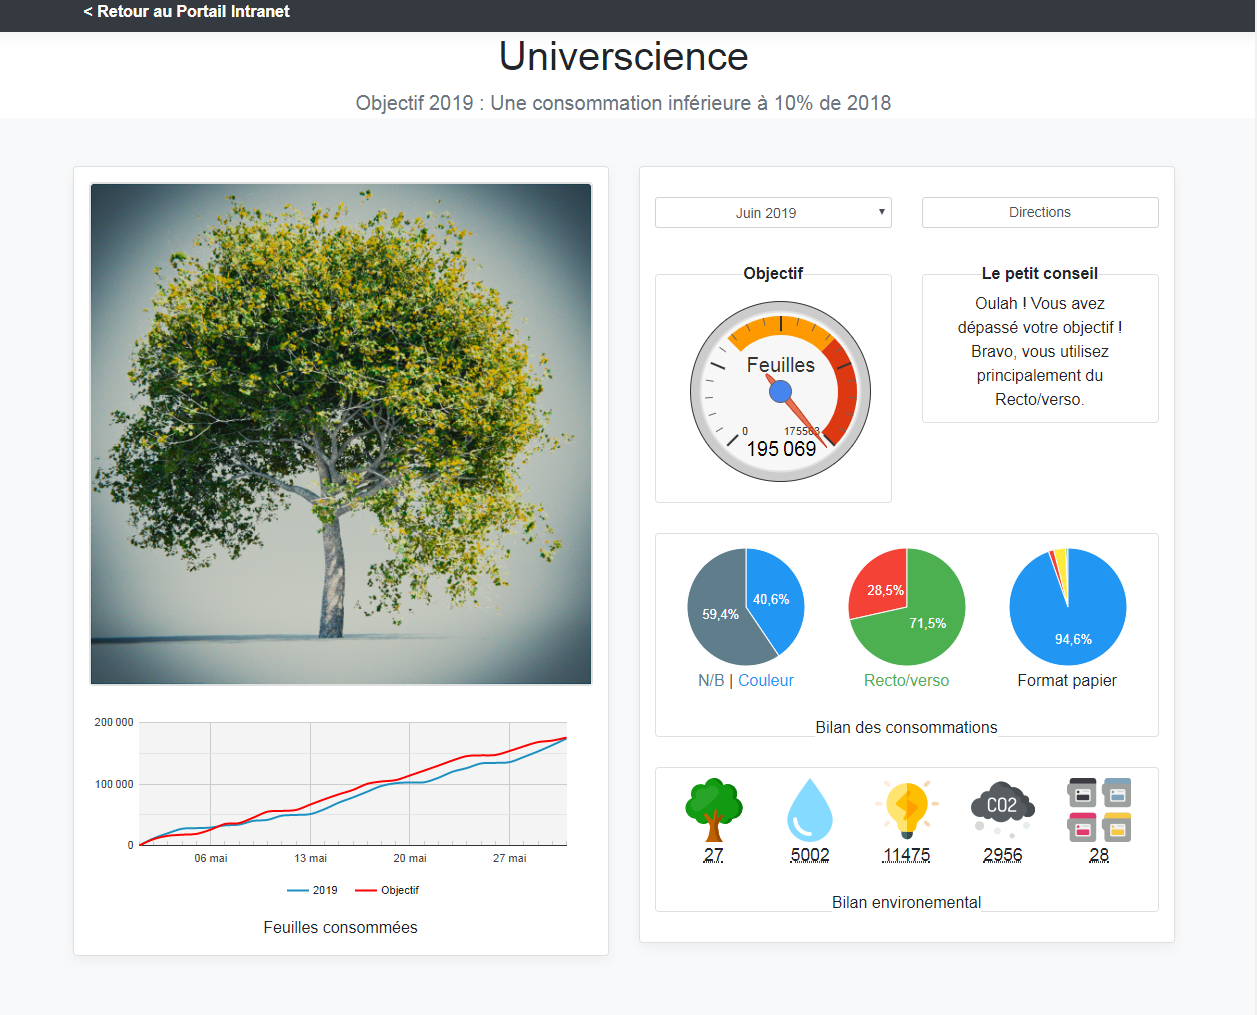 < Retour au Portail Intranet
Universcience
Objectif 2019 : Une consommation inférieure à 10% de 2018
200 000
100 000
0
06 mai
13 mai
20 mai
27 mai
2019
Objectif
Feuilles consommées
Juin 2019
Directions
Objectif
Feuilles
0
175563
195 069
Le petit conseil
Oulah ! Vous avez
dépassé votre objectif !
Bravo, vous utilisez
principalement du
Recto/verso.
59,4%
40,6%
N/B | Couleur
28,5%
71,5%
Recto/verso
94,6%
Format papier
Bilan des consommations
CO2
27
5002
11475
2956
28
Bilan environemental